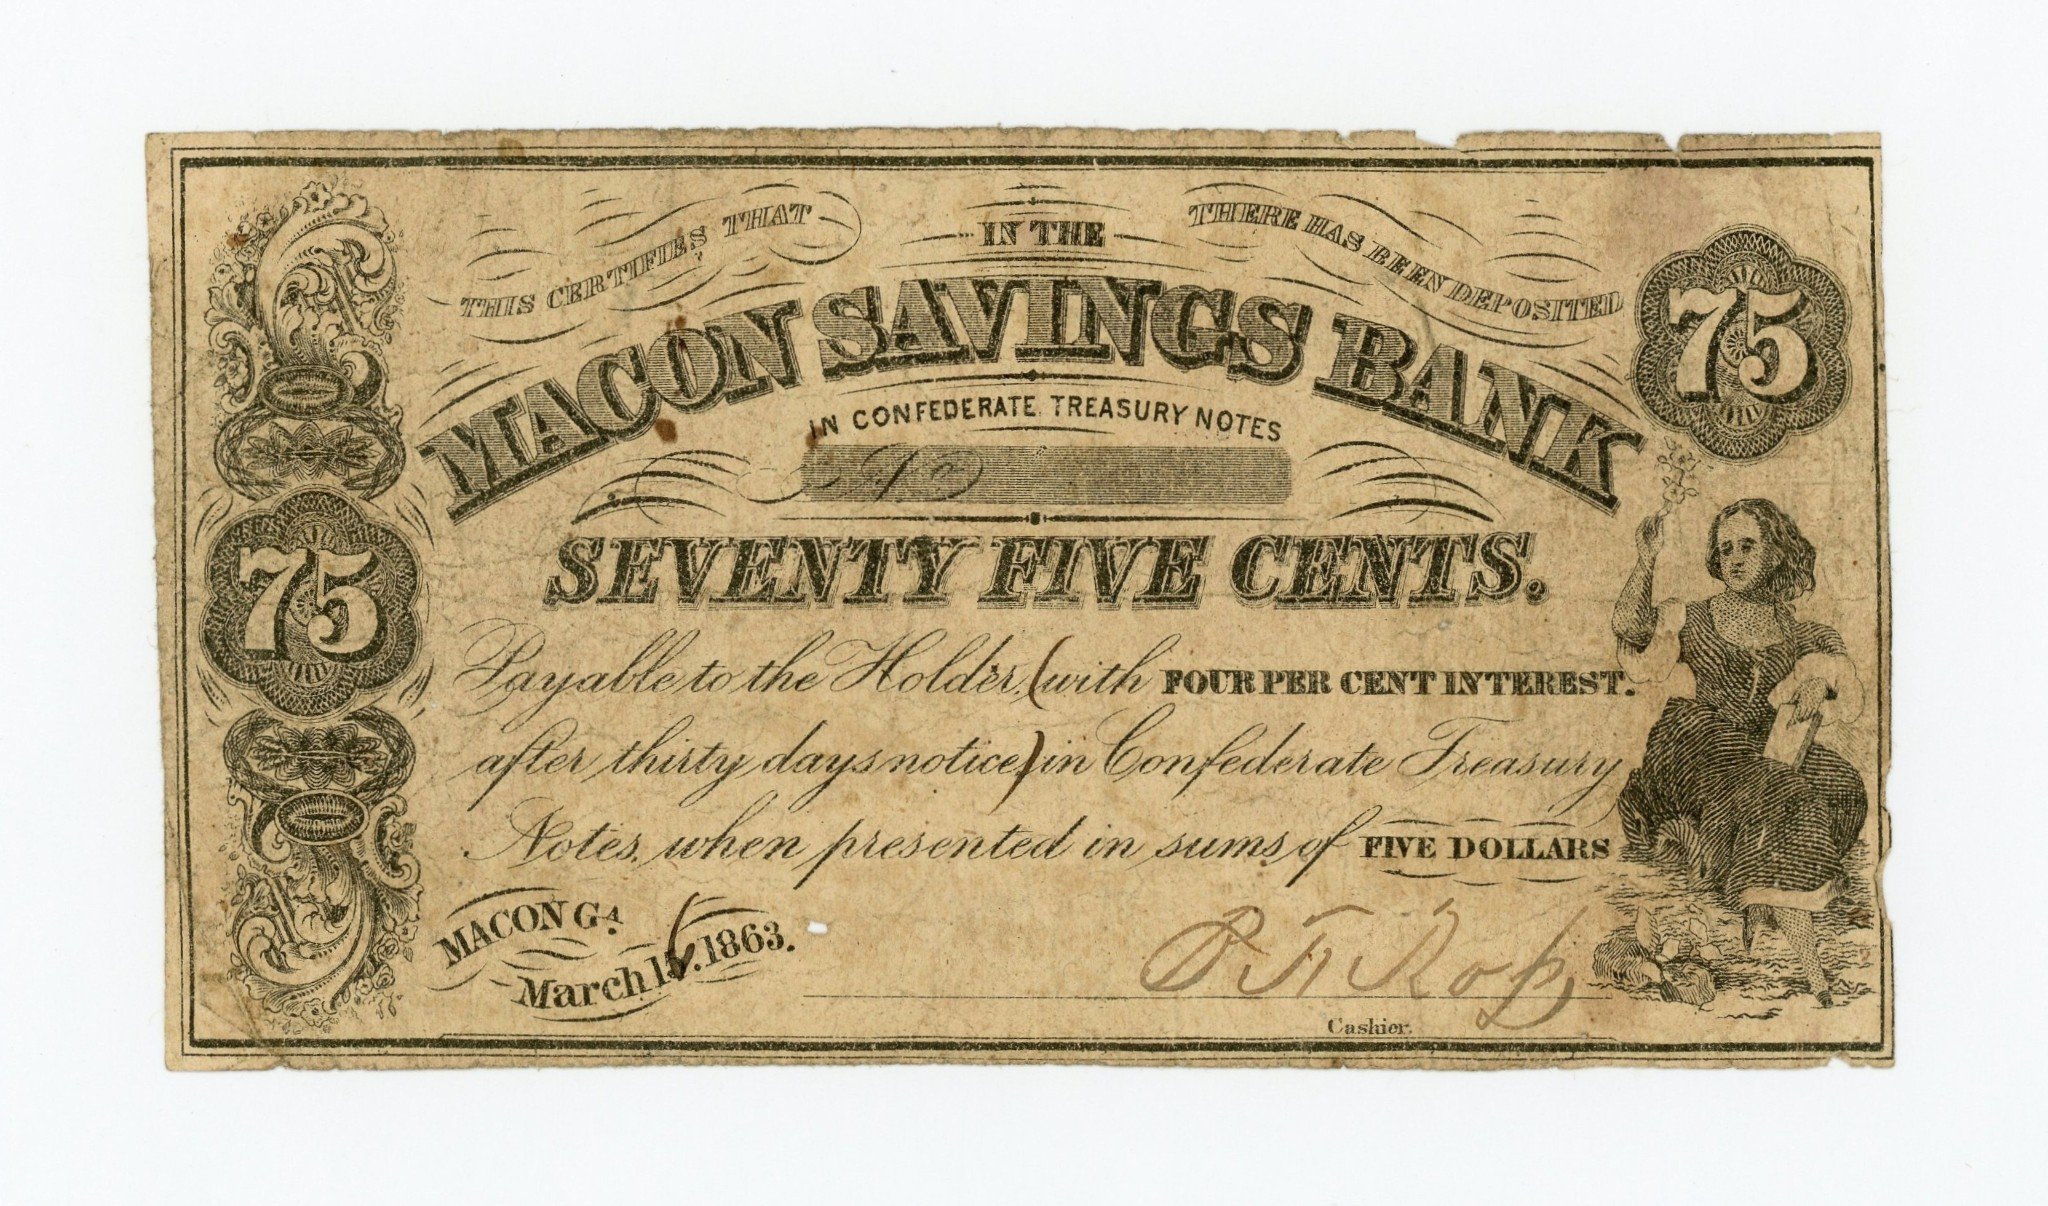 THIS CERTIFIES THAT
THERE HAS BEEN DEPOSITED
IN THE
MACON SAVINGS BANK
75
IN CONFEDERATE TREASURY NOTES
SEVENTY FIVE CENTS.
75
Payable to the Holder, (with FOUR PER CENT INTEREST.
after thirty days notice,) in Confederate Treasury
Notes, when presented in sums of FIVE DOLLARS
MACON GA.
March 1863.
Cashier.